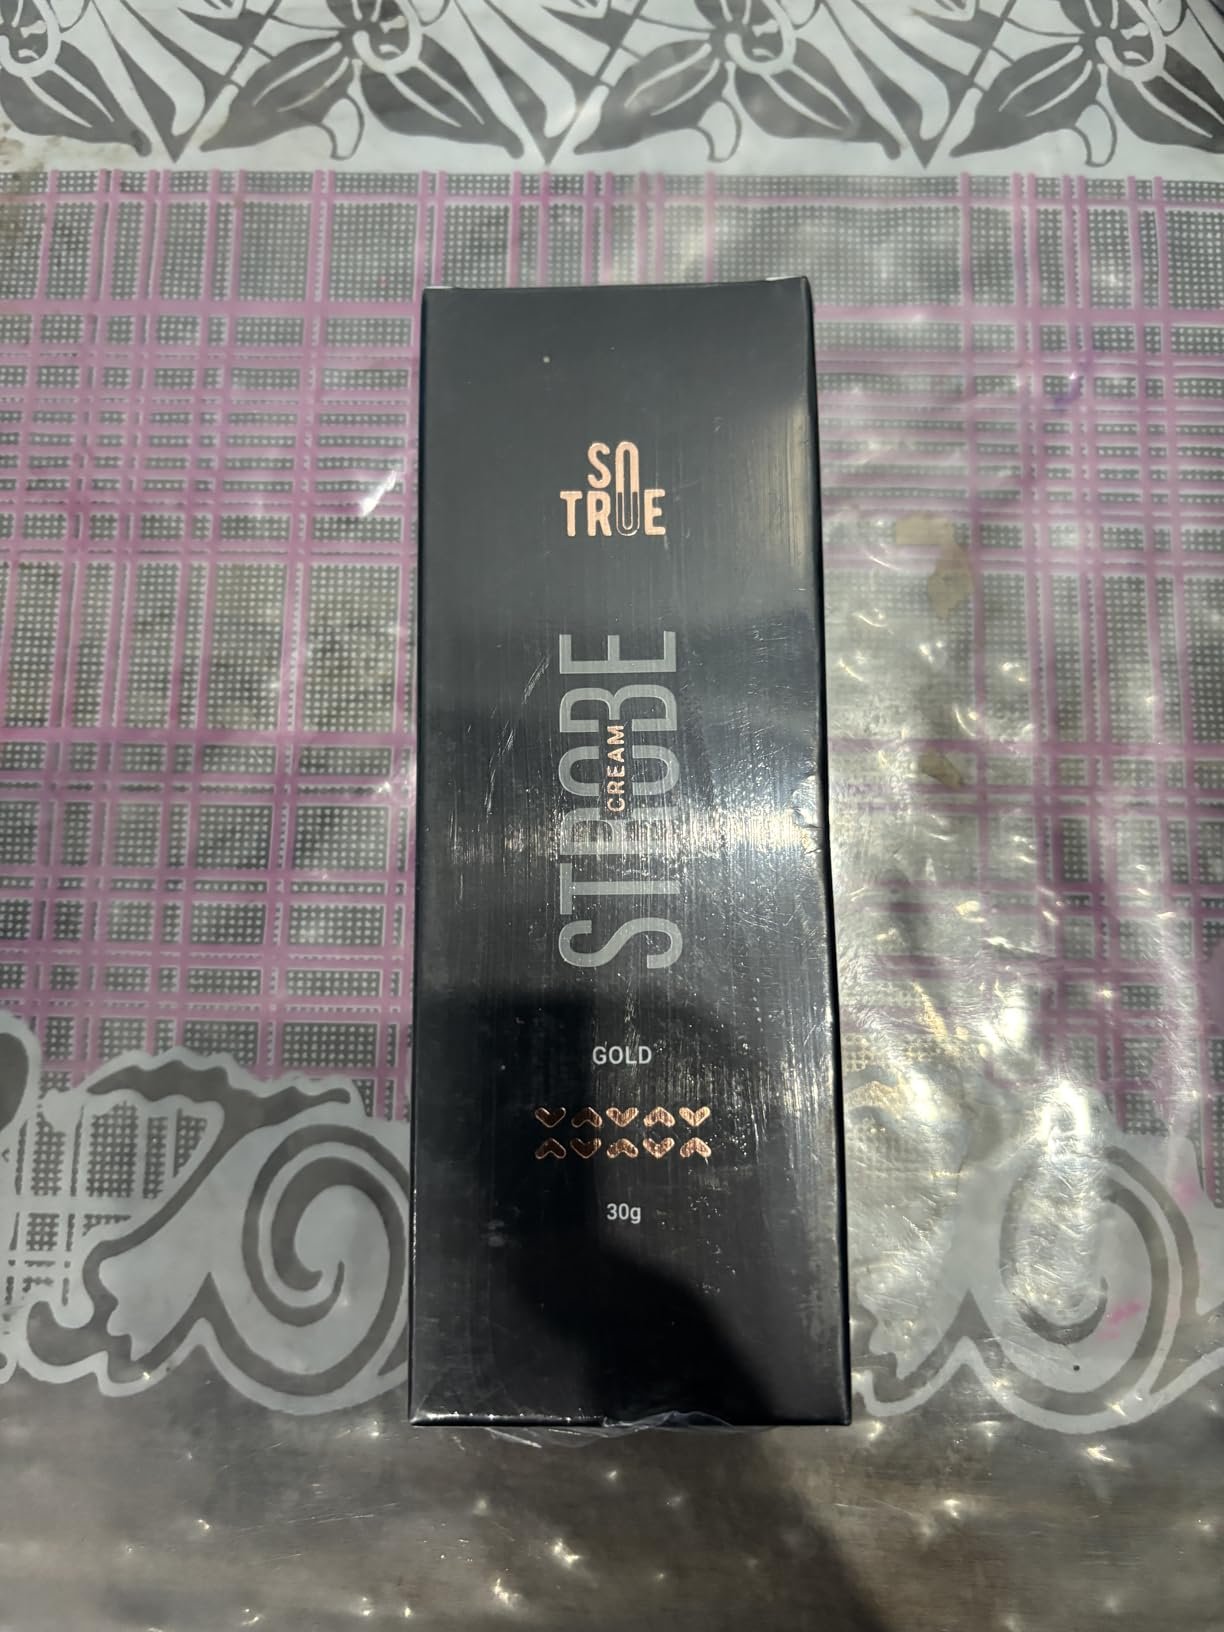 SO
TRUE
STROBE
CREAM
GOLD
30g